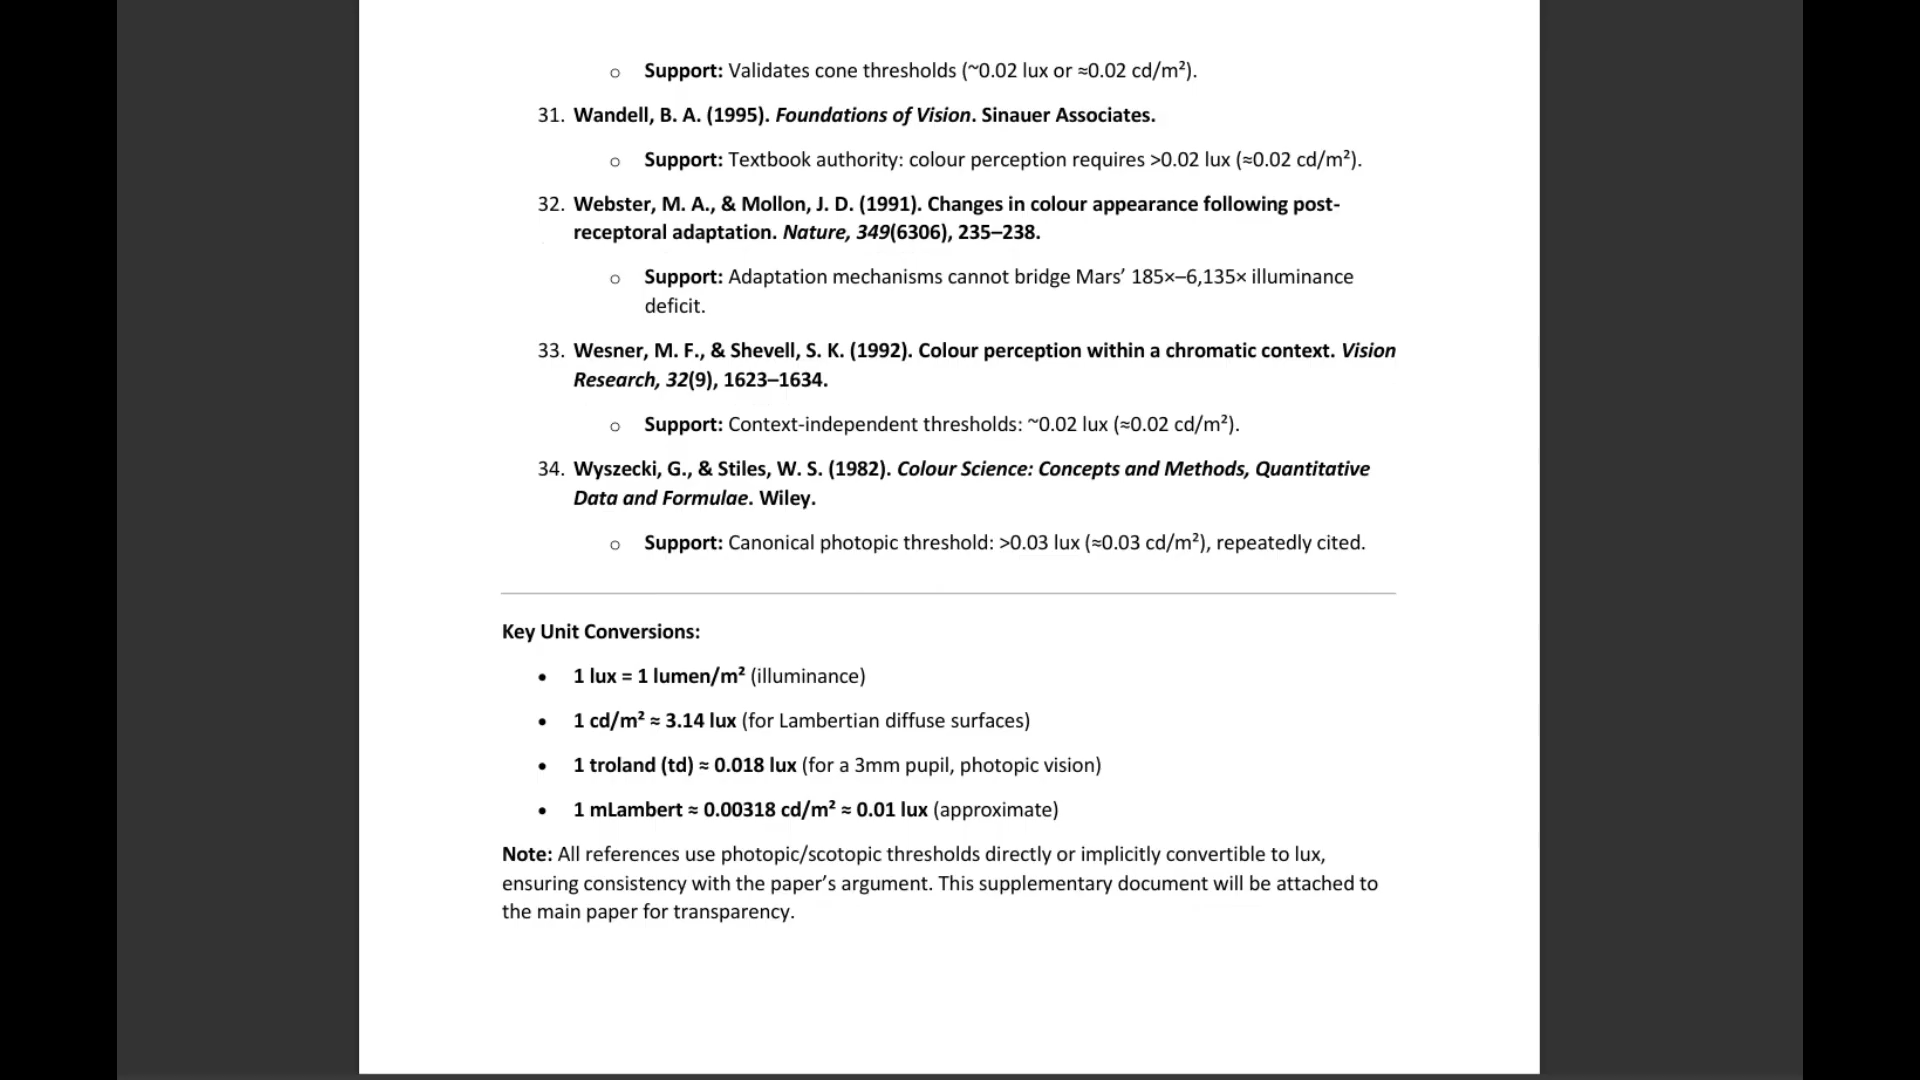 o Support: Validates cone thresholds (~0.02 lux or ≈0.02 cd/m²).
31. Wandell, B. A. (1995). Foundations of Vision. Sinauer Associates.
o Support: Textbook authority: colour perception requires >0.02 lux (≈0.02 cd/m²).
32. Webster, M. A., & Mollon, J. D. (1991). Changes in colour appearance following post-
receptoral adaptation. Nature, 349(6306), 235–238.
o Support: Adaptation mechanisms cannot bridge Mars’ 185×–6,135× illuminance
deficit.
33. Wesner, M. F., & Shevell, S. K. (1992). Colour perception within a chromatic context. Vision
Research, 32(9), 1623–1634.
o Support: Context-independent thresholds: ~0.02 lux (≈0.02 cd/m²).
34. Wyszecki, G., & Stiles, W. S. (1982). Colour Science: Concepts and Methods, Quantitative
Data and Formulae. Wiley.
o Support: Canonical photopic threshold: >0.03 lux (≈0.03 cd/m²), repeatedly cited.
Key Unit Conversions:
• 1 lux = 1 lumen/m² (illuminance)
• 1 cd/m² ≈ 3.14 lux (for Lambertian diffuse surfaces)
• 1 troland (td) ≈ 0.018 lux (for a 3mm pupil, photopic vision)
• 1 mLambert ≈ 0.00318 cd/m² ≈ 0.01 lux (approximate)
Note: All references use photopic/scotopic thresholds directly or implicitly convertible to lux,
ensuring consistency with the paper’s argument. This supplementary document will be attached to
the main paper for transparency.